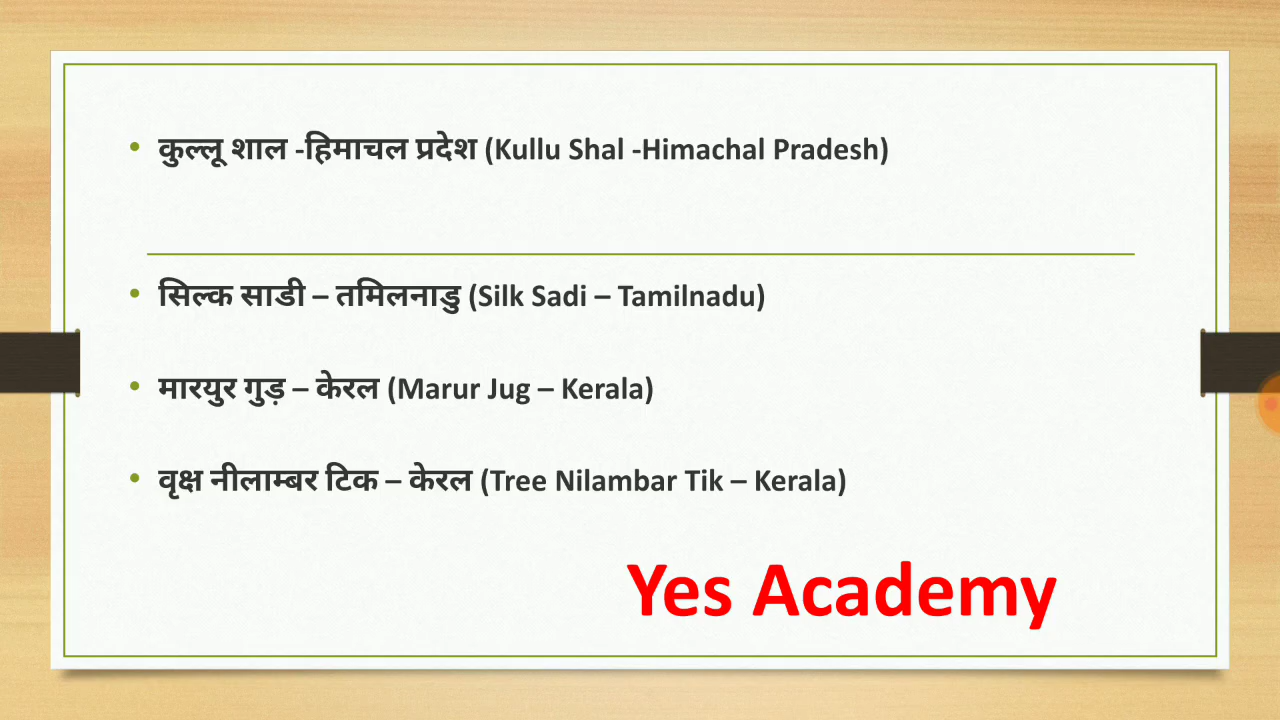 • कुल्लू शाल -हिमाचल प्रदेश (Kullu Shal -Himachal Pradesh)
• सिल्क साडी – तमिलनाडु (Silk Sadi – Tamilnadu)
• मारयुर गुड़ – केरल (Marur Jug – Kerala)
• वृक्ष नीलाम्बर टिक – केरल (Tree Nilambar Tik – Kerala)
Yes Academy